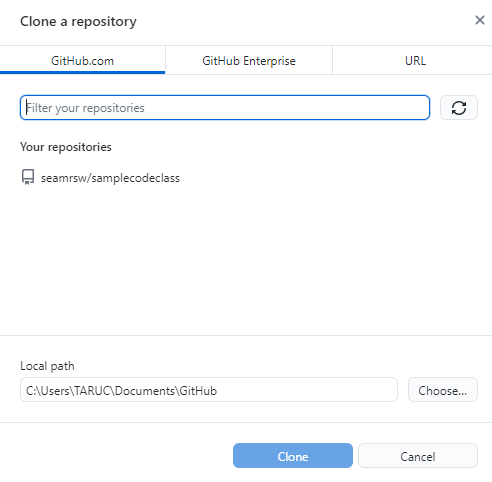 Clone a repository
GitHub.com
GitHub Enterprise
URL
Filter your repositories
Your repositories
seamrsw/samplecodeclass
Local path
C:\Users\TARUC\Documents\GitHub
Choose...
Clone
Cancel